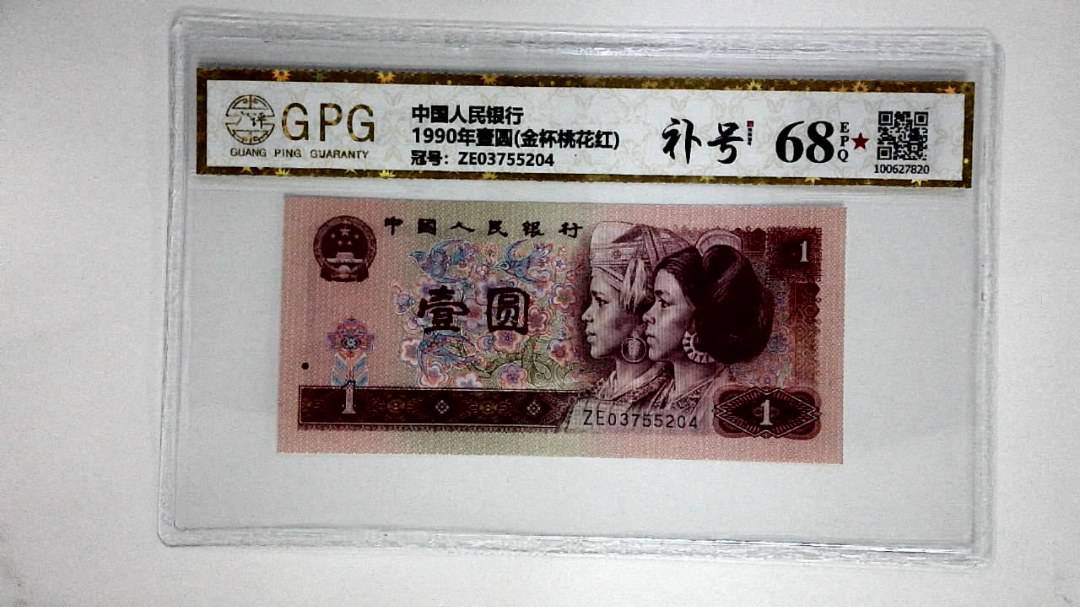 GPG
GUANG PING GUARANTY
中国人民银行
1990年壹圆(金杯桃花红)
冠号: ZE03755204
补号
68
EPQ
100627820
中國人民银行
1
壹圆
1
ZE03755204
1